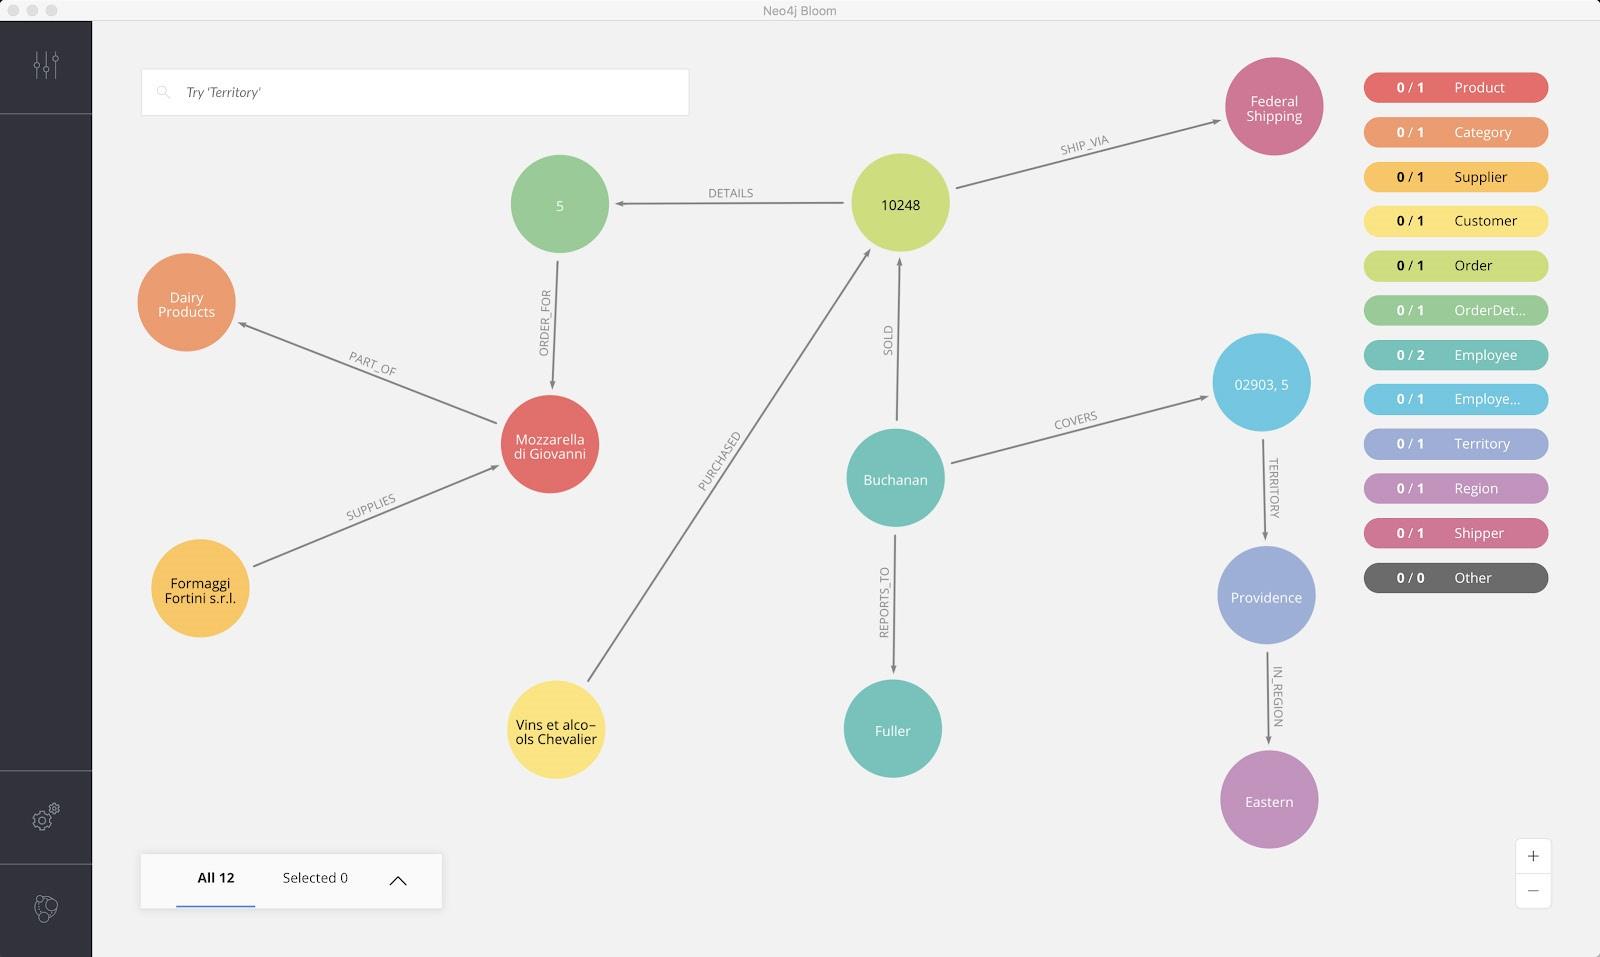 Neo4j Bloom
Try 'Territory'
Federal
Shipping
SHIP_VIA
5
DETAILS
10248
Dairy
Products
PART_OF
ORDER_FOR
SOLD
PURCHASED
Mozzarella
di Giovanni
SUPPLIES
Formaggi
Fortini s.r.l.
Buchanan
COVERS
02903, 5
TERRITORY
REPORTS_TO
Providence
IN_REGION
Vins et alco–
ols Chevalier
Fuller
Eastern
0 / 1 Product
0 / 1 Category
0 / 1 Supplier
0 / 1 Customer
0 / 1 Order
0 / 1 OrderDet...
0 / 2 Employee
0 / 1 Employe...
0 / 1 Territory
0 / 1 Region
0 / 1 Shipper
0 / 0 Other
All 12 Selected 0
+
−